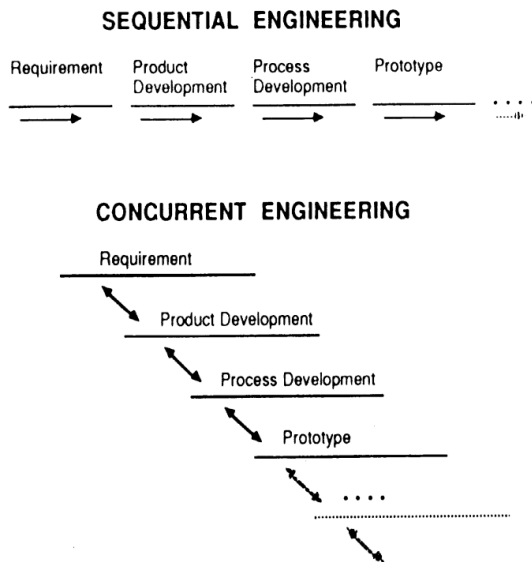 SEQUENTIAL ENGINEERING
Requirement
Product
Development
Process
Development
Prototype
. . . .
CONCURRENT ENGINEERING
Requirement
Product Development
Process Development
Prototype
. . . .